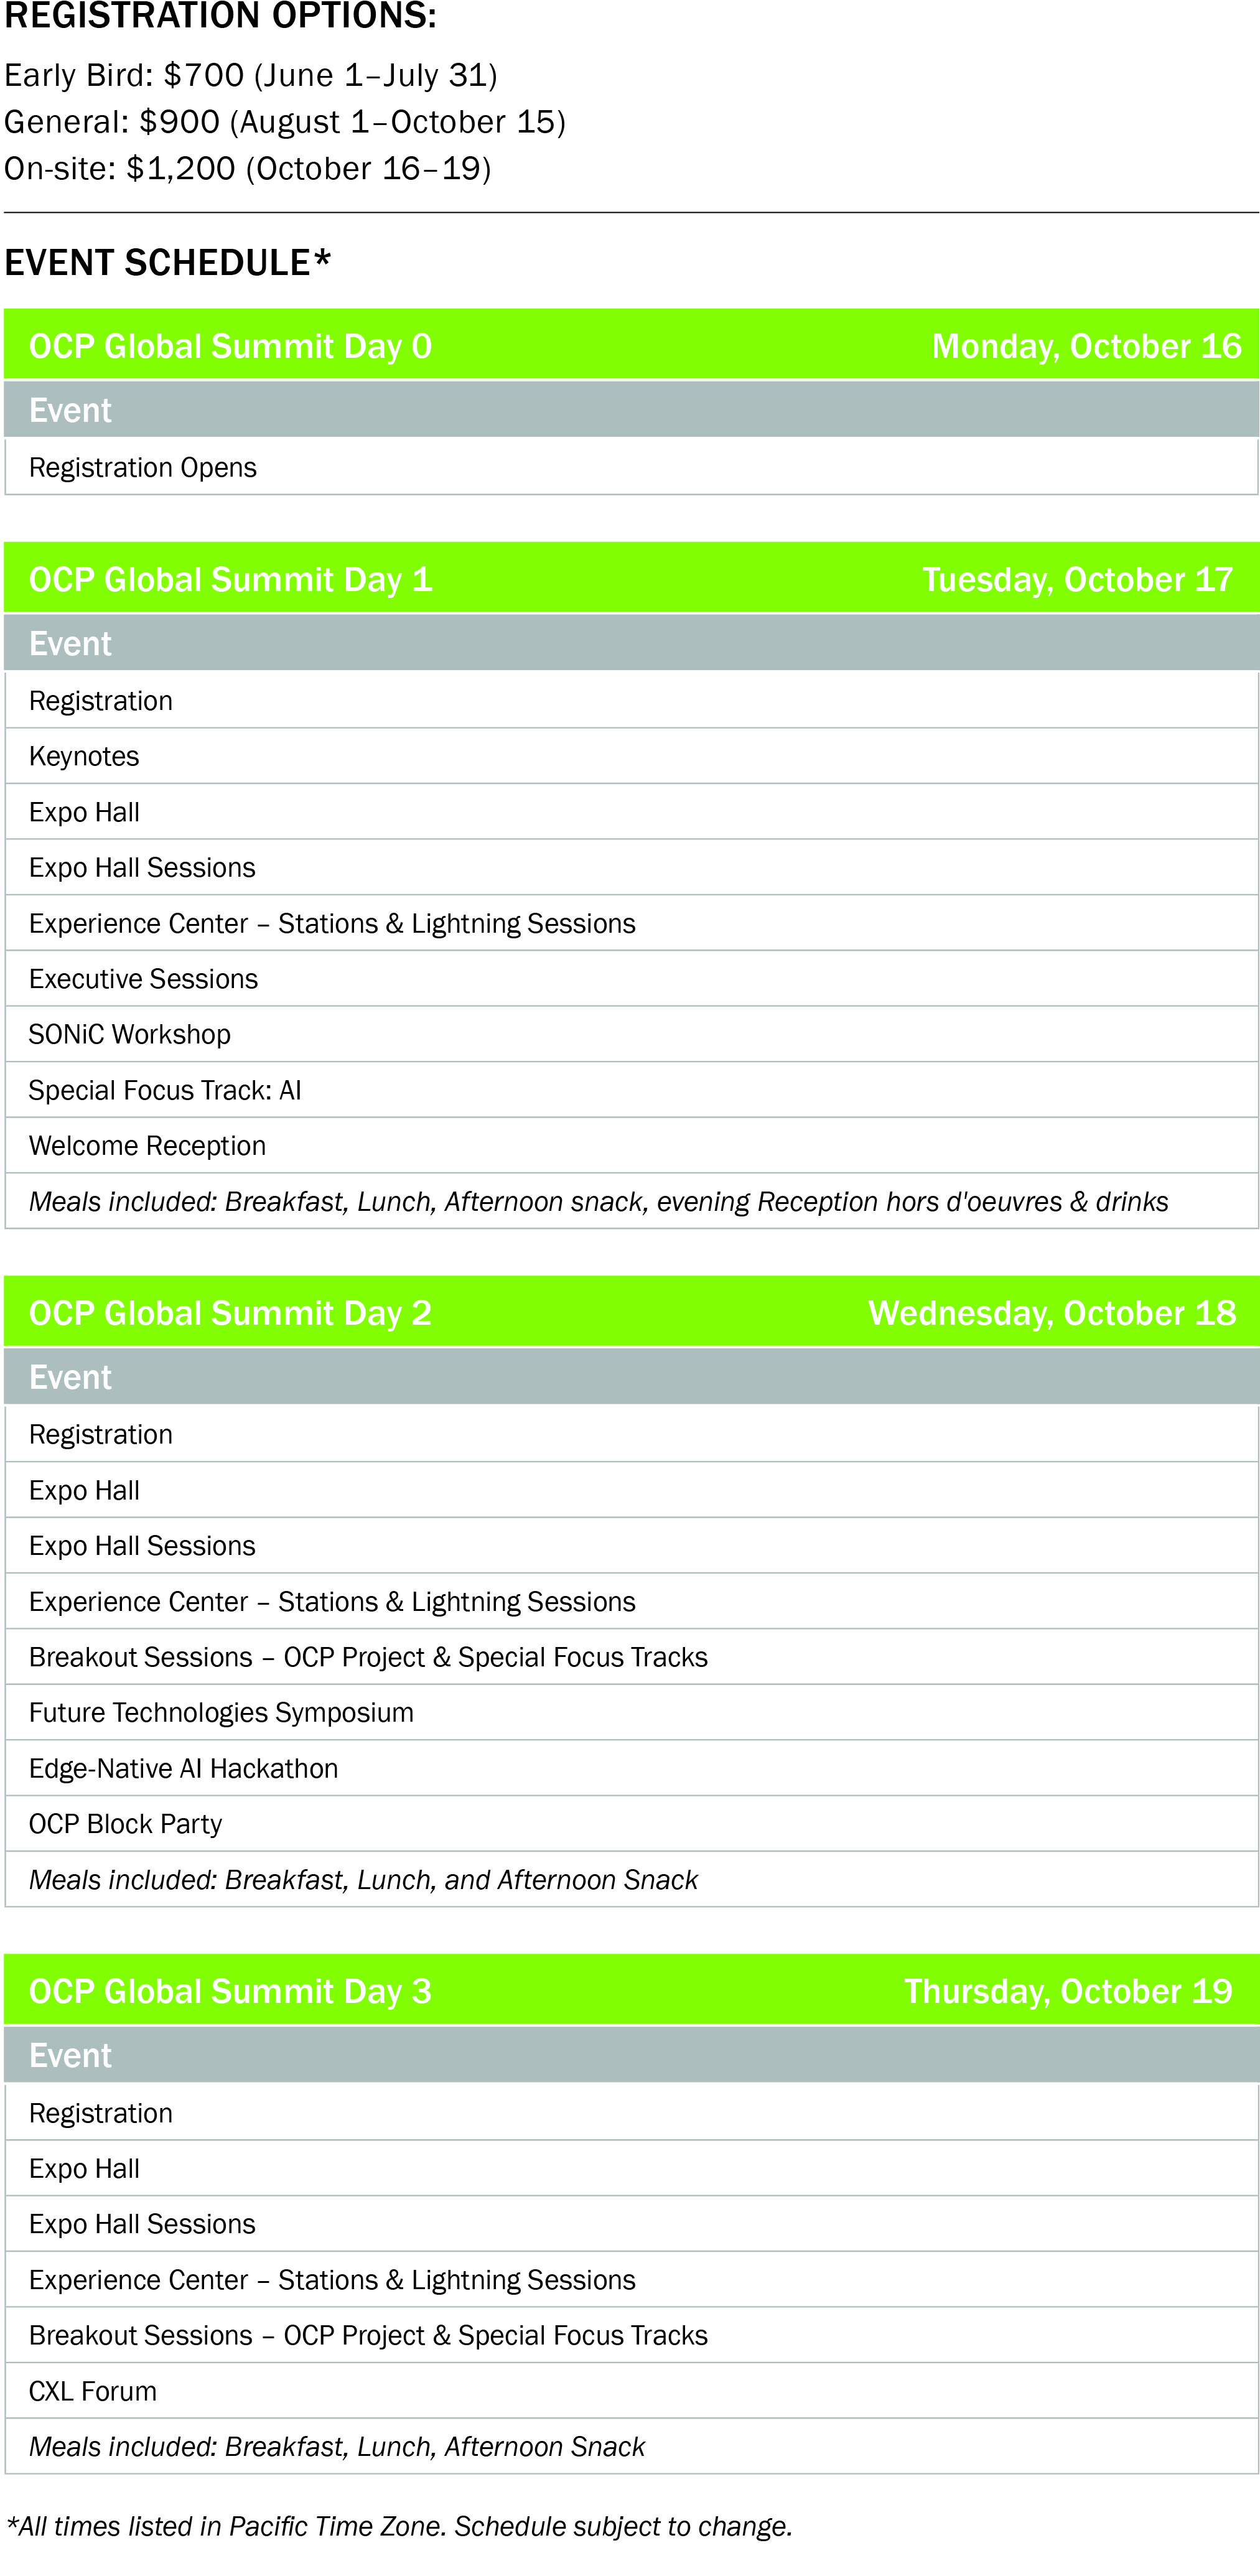 REGISTRATION OPTIONS:
Early Bird: $700 (June 1–July 31)
General: $900 (August 1–October 15)
On-site: $1,200 (October 16–19)
EVENT SCHEDULE*
OCP Global Summit Day 0 Monday, October 16
Event
Registration Opens
OCP Global Summit Day 1 Tuesday, October 17
Event
Registration
Keynotes
Expo Hall
Expo Hall Sessions
Experience Center – Stations & Lightning Sessions
Executive Sessions
SONiC Workshop
Special Focus Track: AI
Welcome Reception
Meals included: Breakfast, Lunch, Afternoon snack, evening Reception hors d'oeuvres & drinks
OCP Global Summit Day 2 Wednesday, October 18
Event
Registration
Expo Hall
Expo Hall Sessions
Experience Center – Stations & Lightning Sessions
Breakout Sessions – OCP Project & Special Focus Tracks
Future Technologies Symposium
Edge-Native AI Hackathon
OCP Block Party
Meals included: Breakfast, Lunch, and Afternoon Snack
OCP Global Summit Day 3 Thursday, October 19
Event
Registration
Expo Hall
Expo Hall Sessions
Experience Center – Stations & Lightning Sessions
Breakout Sessions – OCP Project & Special Focus Tracks
CXL Forum
Meals included: Breakfast, Lunch, Afternoon Snack
*All times listed in Pacific Time Zone. Schedule subject to change.